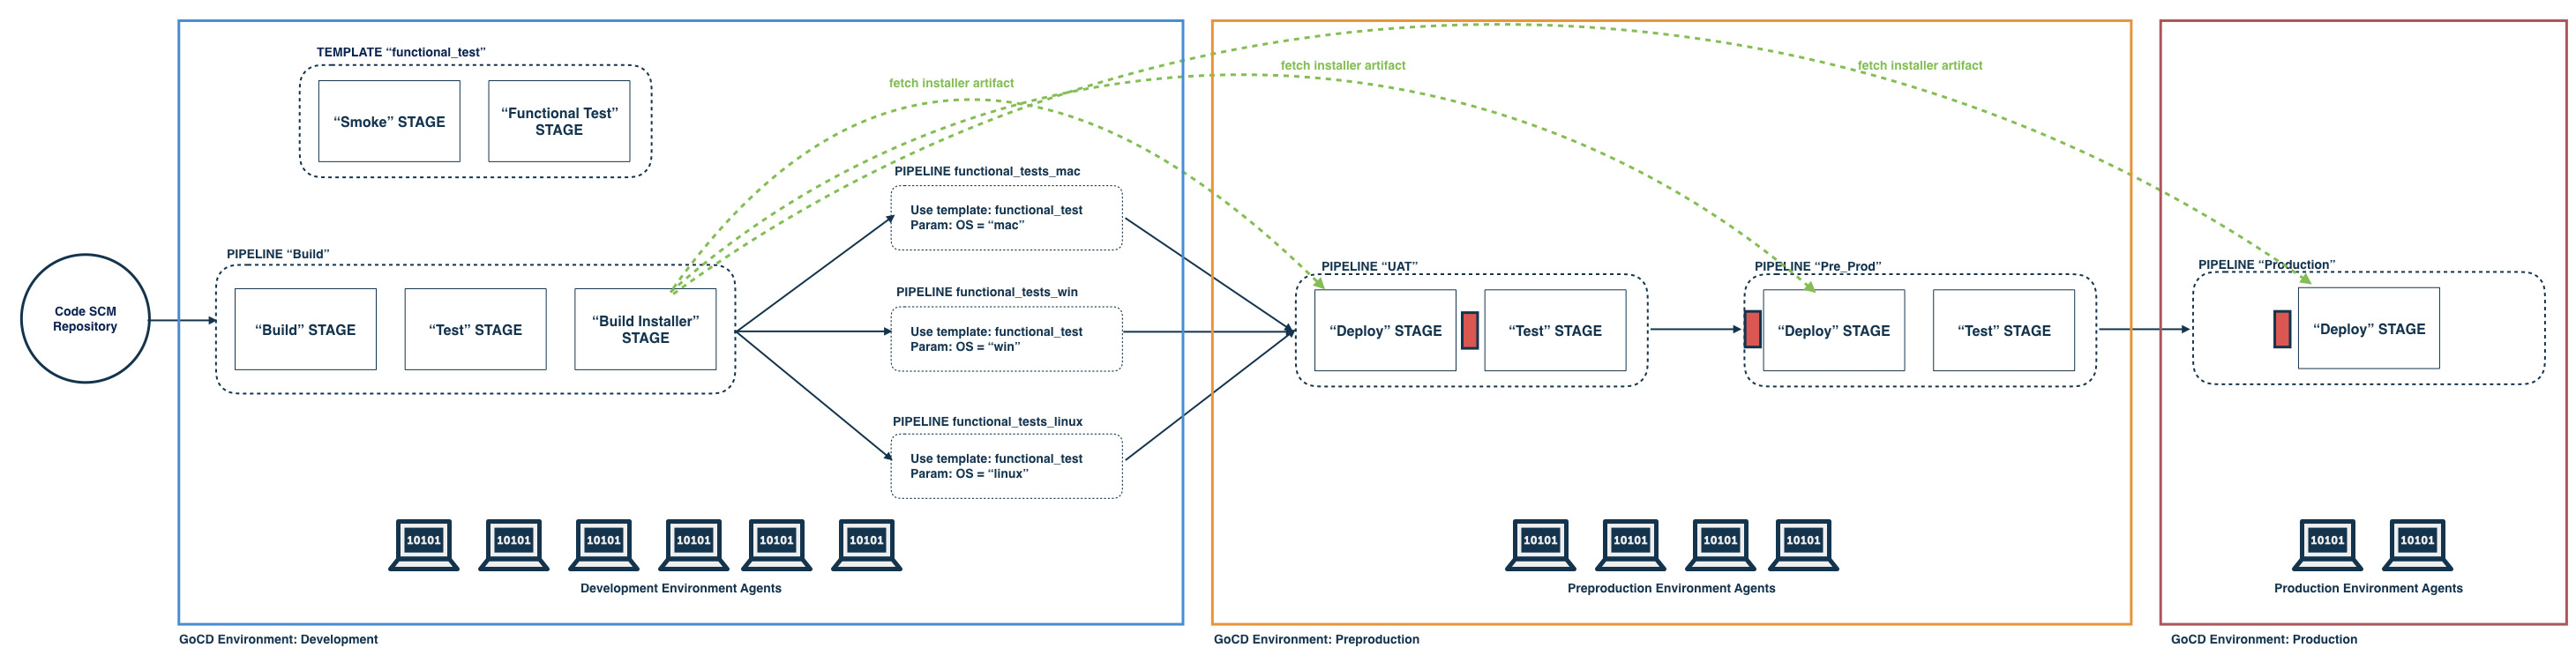 TEMPLATE “functional_test”
“Smoke” STAGE
“Functional Test”
STAGE
fetch installer artifact
fetch installer artifact
fetch installer artifact
PIPELINE functional_tests_mac
Use template: functional_test
Param: OS = “mac”
Code SCM
Repository
PIPELINE “Build”
“Build” STAGE
“Test” STAGE
“Build Installer”
STAGE
PIPELINE functional_tests_win
Use template: functional_test
Param: OS = “win”
PIPELINE functional_tests_linux
Use template: functional_test
Param: OS = “linux”
PIPELINE “UAT”
“Deploy” STAGE
“Test” STAGE
PIPELINE “Pre_Prod”
“Deploy” STAGE
“Test” STAGE
PIPELINE “Production”
“Deploy” STAGE
10101
10101
10101
10101
10101
10101
Development Environment Agents
10101
10101
10101
10101
Preproduction Environment Agents
10101
10101
Production Environment Agents
GoCD Environment: Development
GoCD Environment: Preproduction
GoCD Environment: Production